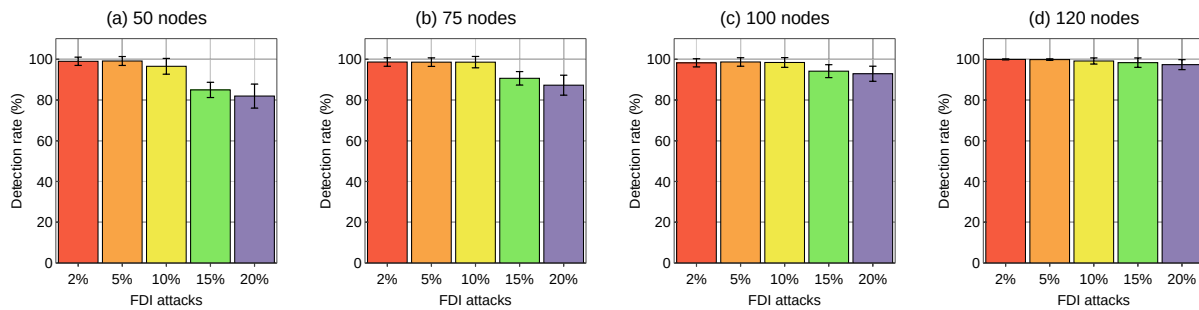 (a) 50 nodes
Detection rate (%)
100
80
60
40
20
0
2% 5% 10% 15% 20%
FDI attacks
(b) 75 nodes
Detection rate (%)
100
80
60
40
20
0
2% 5% 10% 15% 20%
FDI attacks
(c) 100 nodes
Detection rate (%)
100
80
60
40
20
0
2% 5% 10% 15% 20%
FDI attacks
(d) 120 nodes
Detection rate (%)
100
80
60
40
20
0
2% 5% 10% 15% 20%
FDI attacks